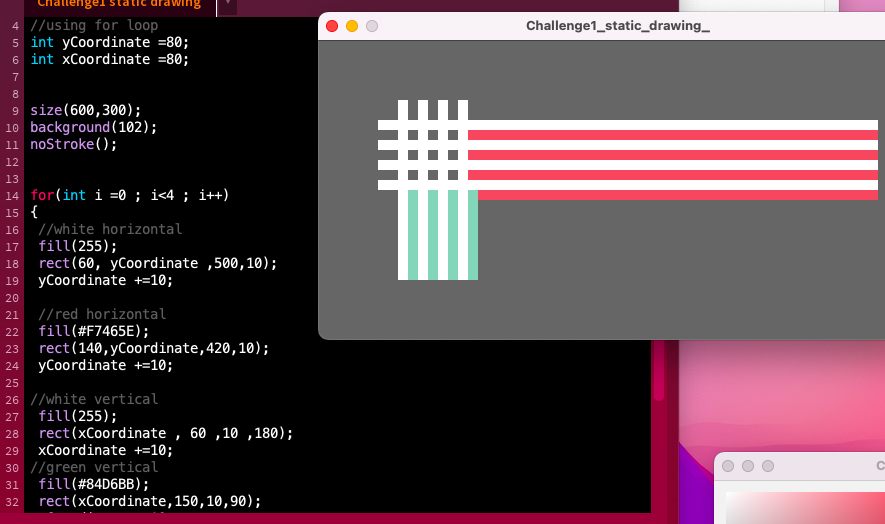 Challenge1 static drawing
Challenge1_static_drawing_
4 //using for loop
5 int yCoordinate =80;
6 int xCoordinate =80;
7
8
9 size(600,300);
10 background(102);
11 noStroke();
12
13
14 for(int i =0 ; i<4 ; i++)
15 {
16 //white horizontal
17 fill(255);
18 rect(60, yCoordinate ,500,10);
19 yCoordinate +=10;
20
21 //red horizontal
22 fill(#F7465E);
23 rect(140,yCoordinate,420,10);
24 yCoordinate +=10;
25
26 //white vertical
27 fill(255);
28 rect(xCoordinate , 60 ,10 ,180);
29 xCoordinate +=10;
30 //green vertical
31 fill(#84D6BB);
32 rect(xCoordinate,150,10,90);
C